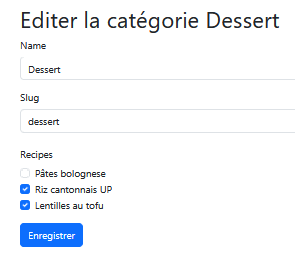 Editer la catégorie Dessert
Name
Dessert
Slug
dessert
Recipes
Pâtes bolognese
Riz cantonnais UP
Lentilles au tofu
Enregistrer